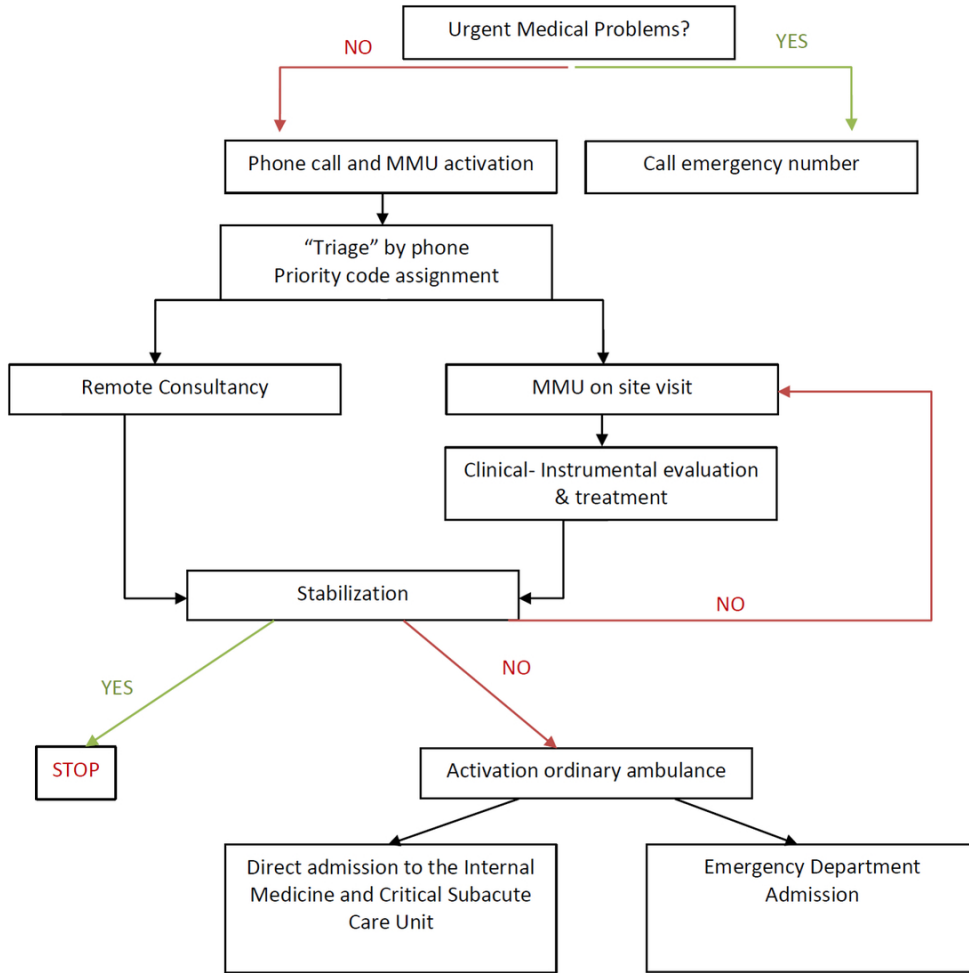 Urgent Medical Problems?
NO
YES
Phone call and MMU activation
Call emergency number
“Triage” by phone
Priority code assignment
Remote Consultancy
MMU on site visit
Clinical- Instrumental evaluation
& treatment
Stabilization
NO
NO
YES
STOP
Activation ordinary ambulance
Direct admission to the Internal
Medicine and Critical Subacute
Care Unit
Emergency Department
Admission